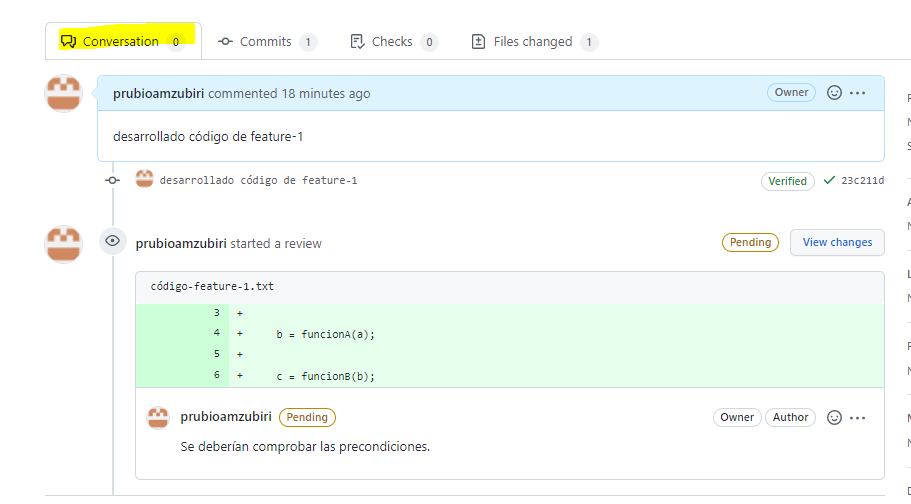 Conversation 0 Commits 1 Checks 0 Files changed 1
prubioamzubiri commented 18 minutes ago Owner
desarrollado código de feature-1
desarrollado código de feature-1 Verified 23c211d
prubioamzubiri started a review Pending View changes
código-feature-1.txt
3 +
4 + b = funcionA(a);
5 +
6 + c = funcionB(b);
prubioamzubiri Pending Owner Author
Se deberían comprobar las precondiciones.